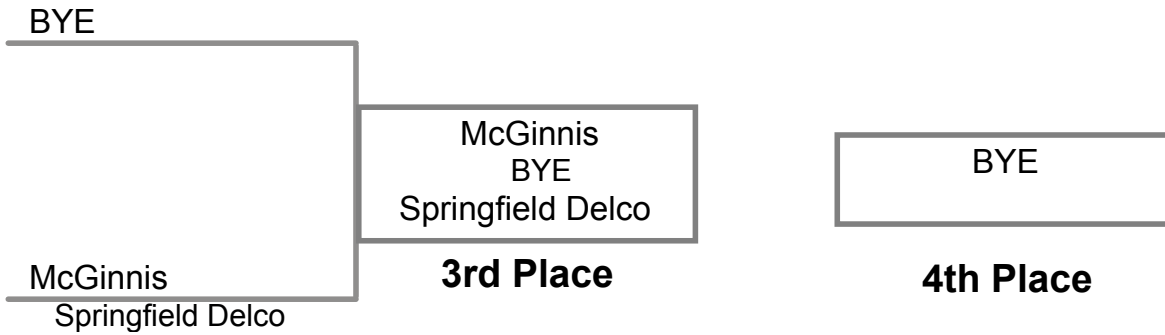 BYE
McGinnis
BYE
Springfield Delco
3rd Place
BYE
4th Place
McGinnis
Springfield Delco